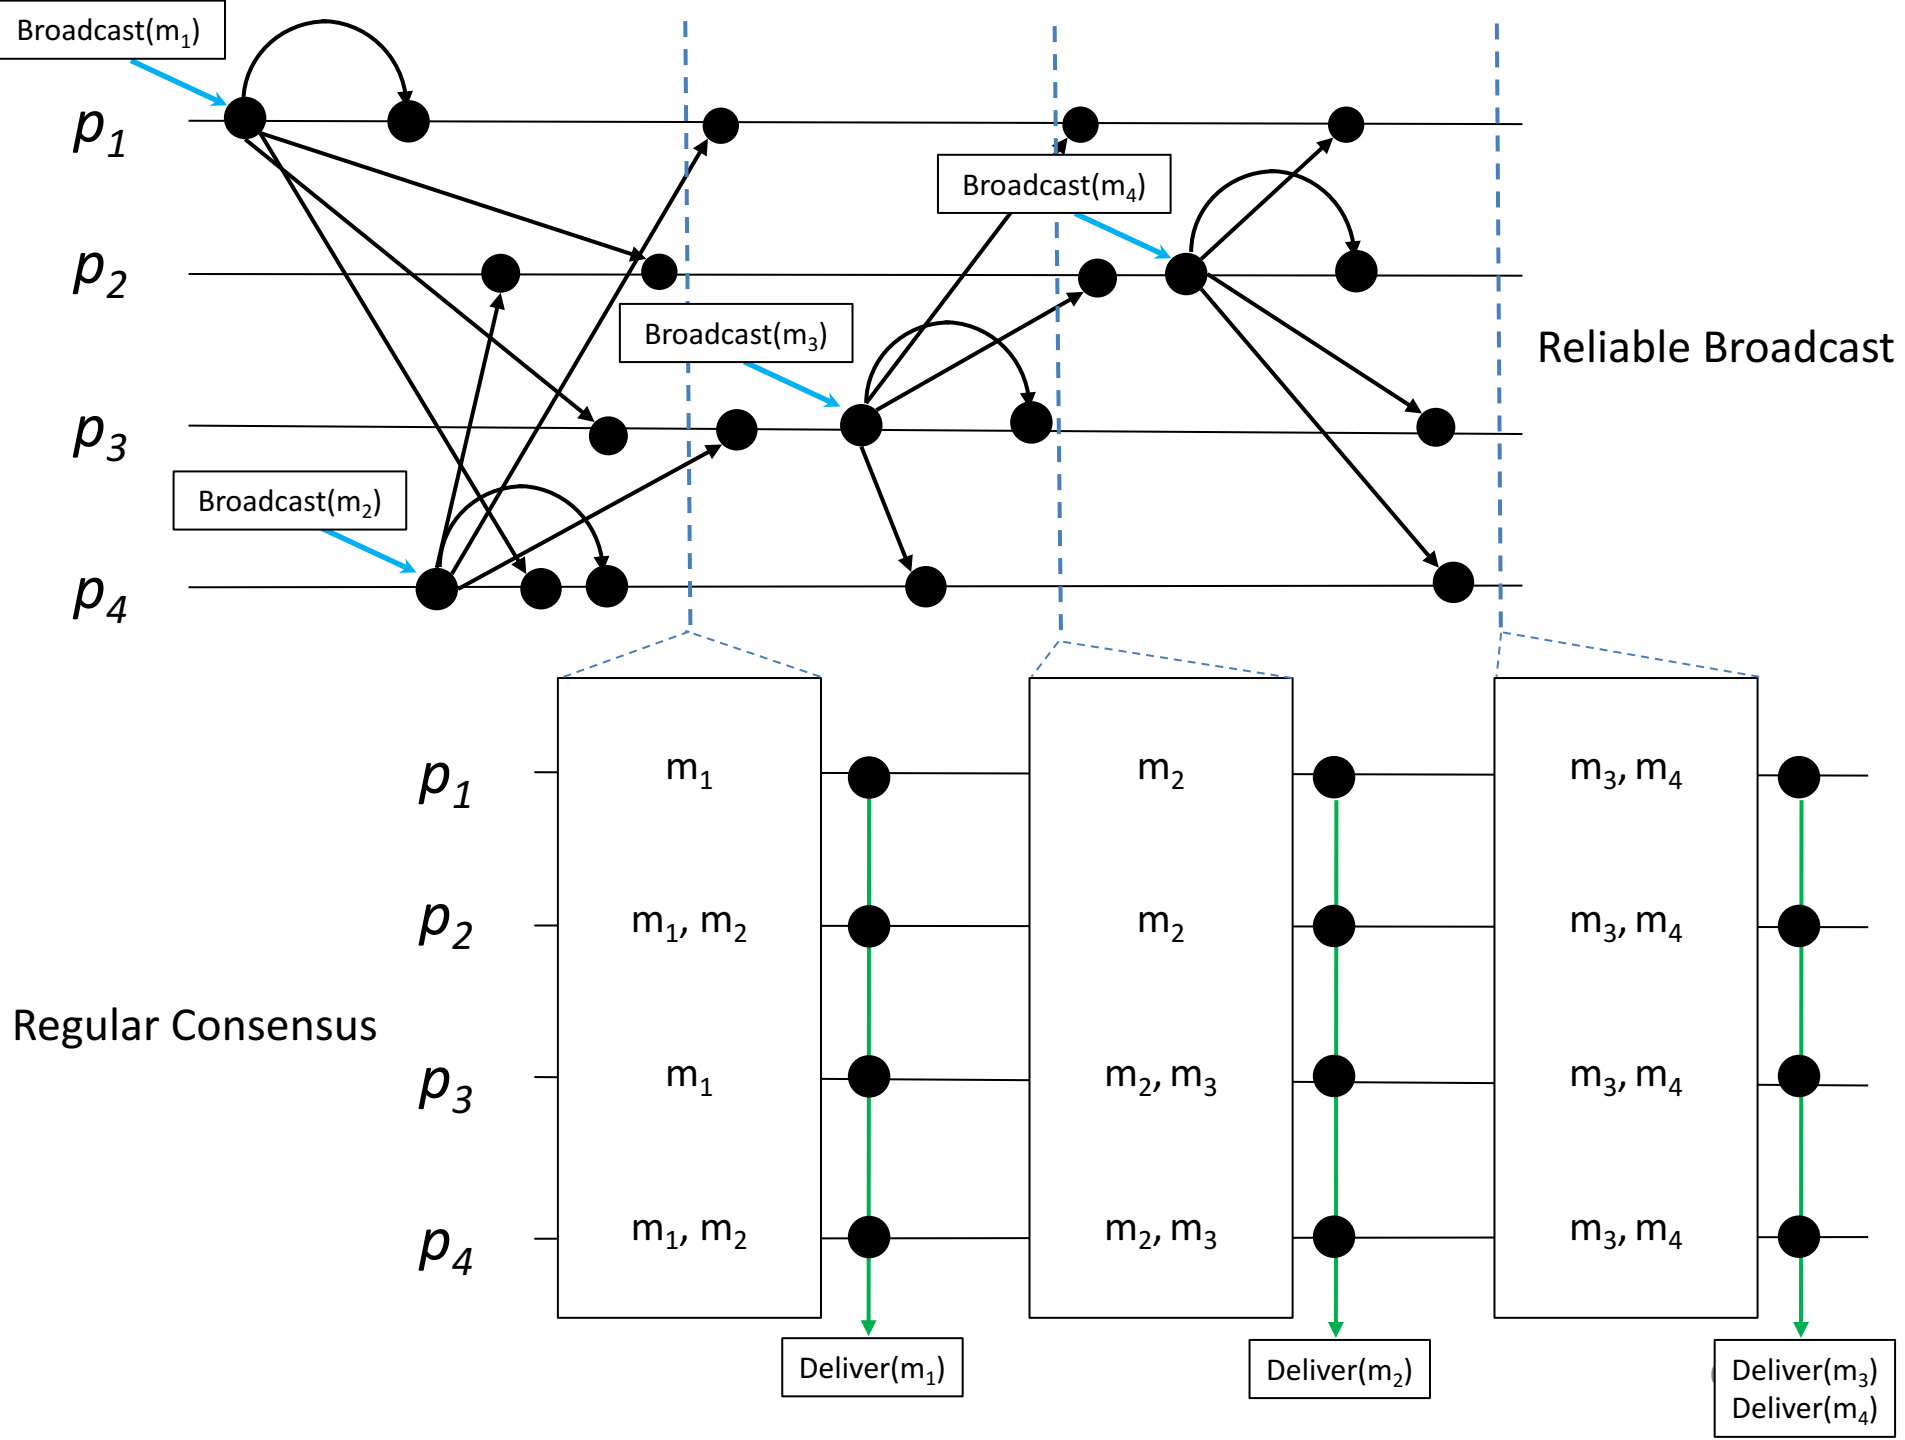 Broadcast(m₁)
p₁
Broadcast(m₄)
p₂
Broadcast(m₃)
Reliable Broadcast
p₃
Broadcast(m₂)
p₄
p₁ m₁ m₂ m₃, m₄
p₂ m₁, m₂ m₂ m₃, m₄
Regular Consensus
p₃ m₁ m₂, m₃ m₃, m₄
p₄ m₁, m₂ m₂, m₃ m₃, m₄
Deliver(m₁) Deliver(m₂) Deliver(m₃)
Deliver(m₄)